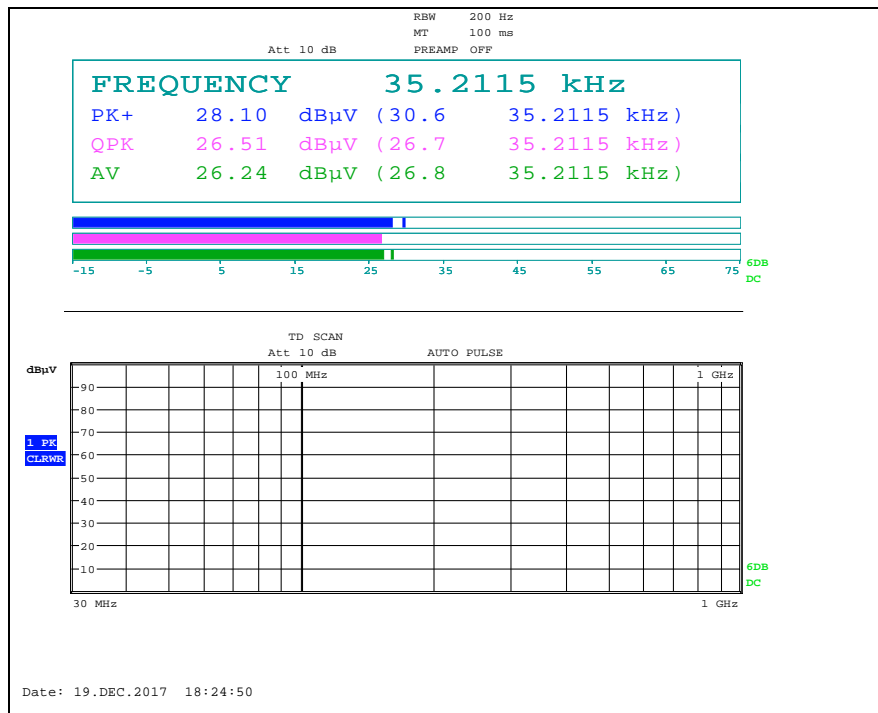 RBW 200 Hz
MT 100 ms
Att 10 dB PREAMP OFF
FREQUENCY 35.2115 kHz
PK+ 28.10 dBµV (30.6 35.2115 kHz)
QPK 26.51 dBµV (26.7 35.2115 kHz)
AV 26.24 dBµV (26.8 35.2115 kHz)
-15 -5 5 15 25 35 45 55 65 75
6DB
DC
TD SCAN
Att 10 dB AUTO PULSE
dBµV
100 MHz 1 GHz
90
80
70
1 PK
CLRWR
60
50
40
30
20
10
6DB
DC
30 MHz 1 GHz
Date: 19.DEC.2017 18:24:50